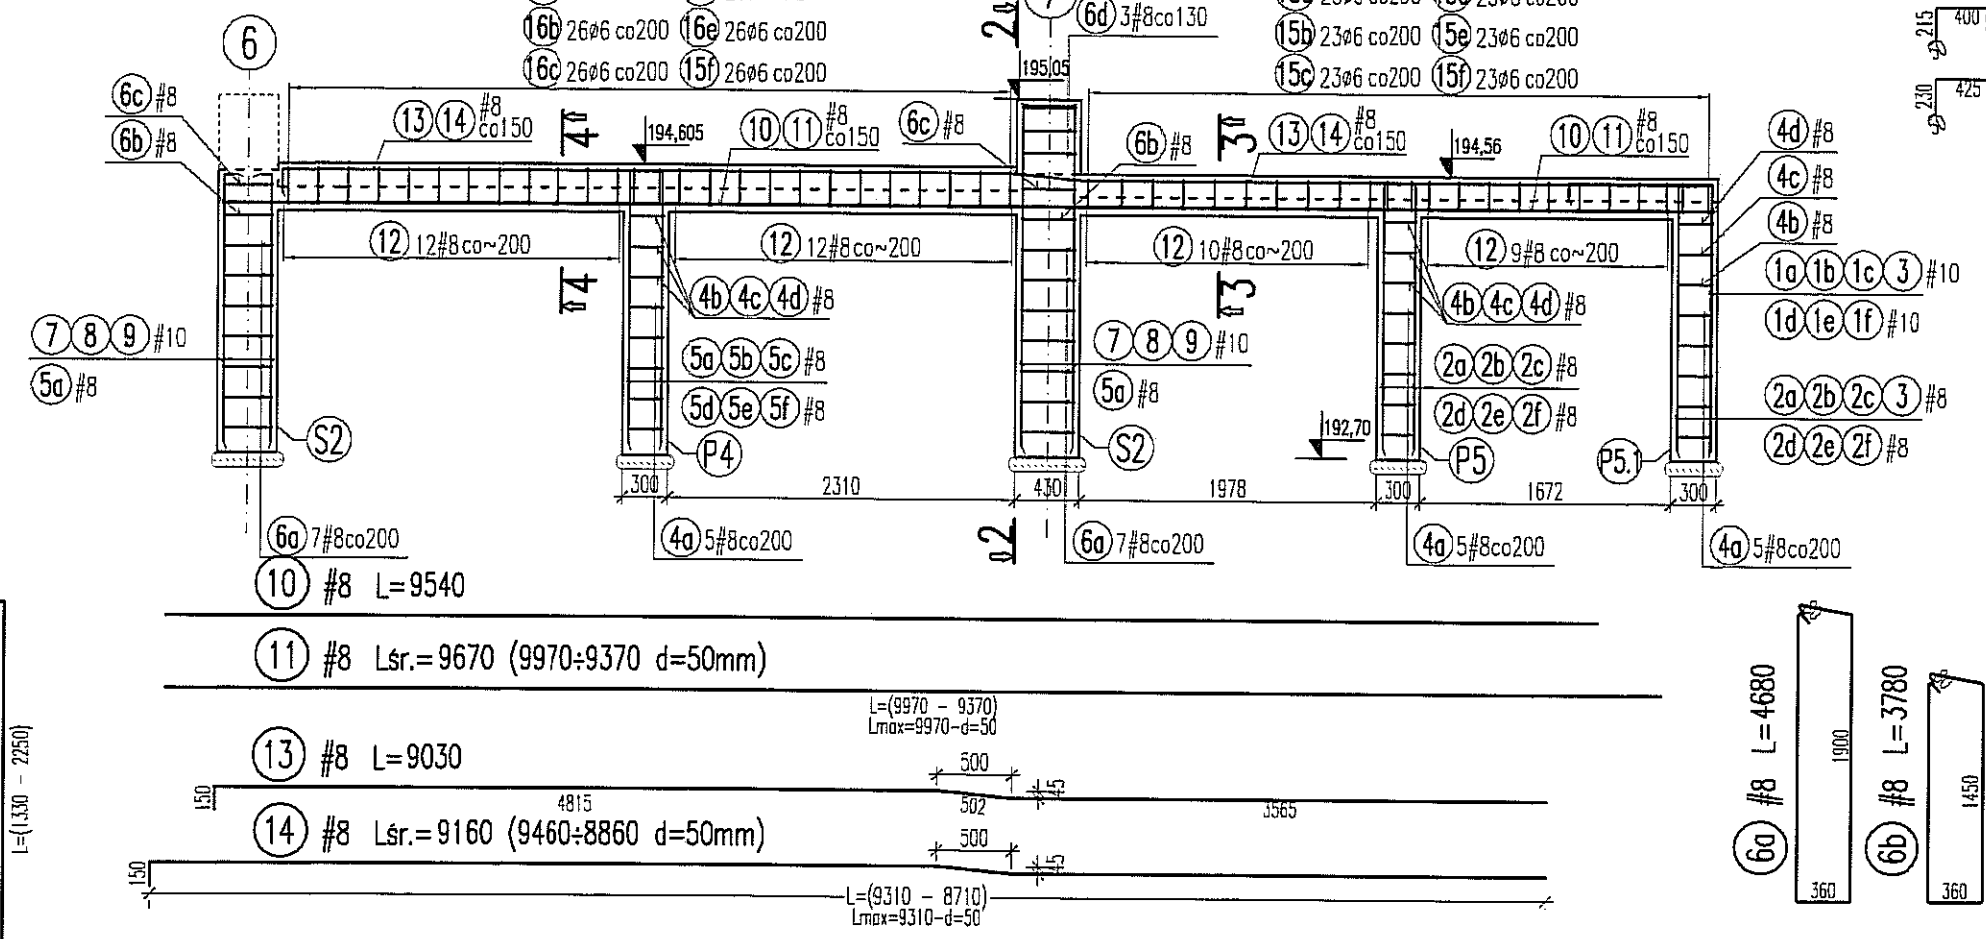 6d 3#8co130
16b 26ø6 co200 16e 26ø6 co200
16c 26ø6 co200 15f 26ø6 co200
15b 23ø6 co200 15e 23ø6 co200
15c 23ø6 co200 15f 23ø6 co200
6
2
195,05
215
400
230
425
6c #8
6b #8
13 14 #8 co150
4
194,605
10 11 #8 co150
6c #8
6b #8
3
13 14 #8 co150
194,56
10 11 #8 co150
4d #8
4c #8
4b #8
1a 1b 1c 3 #10
1d 1e 1f #10
12 12#8co~200
12 12#8co~200
12 10#8co~200
12 9#8co~200
4
3
4b 4c 4d #8
4b 4c 4d #8
7 8 9 #10
5a #8
5a 5b 5c #8
5d 5e 5f #8
7 8 9 #10
5a #8
2a 2b 2c #8
2d 2e 2f #8
2a 2b 2c 3 #8
2d 2e 2f #8
192,70
S2
P4
S2
P5
P5.1
300
2310
430
1978
300
1672
300
6a 7#8co200
4a 5#8co200
2
6a 7#8co200
4a 5#8co200
4a 5#8co200
10 #8 L=9540
11 #8 Lśr.=9670 (9970÷9370 d=50mm)
L=(9970 - 9370)
Lmax=9970-d=50
13 #8 L=9030
150
4815
500
502
45
3565
14 #8 Lśr.=9160 (9460÷8860 d=50mm)
150
500
45
L=(9310 - 8710)
Lmax=9310-d=50
L=(1330 - 2250)
6a #8 L=4680
1900
360
6b #8 L=3780
1450
360